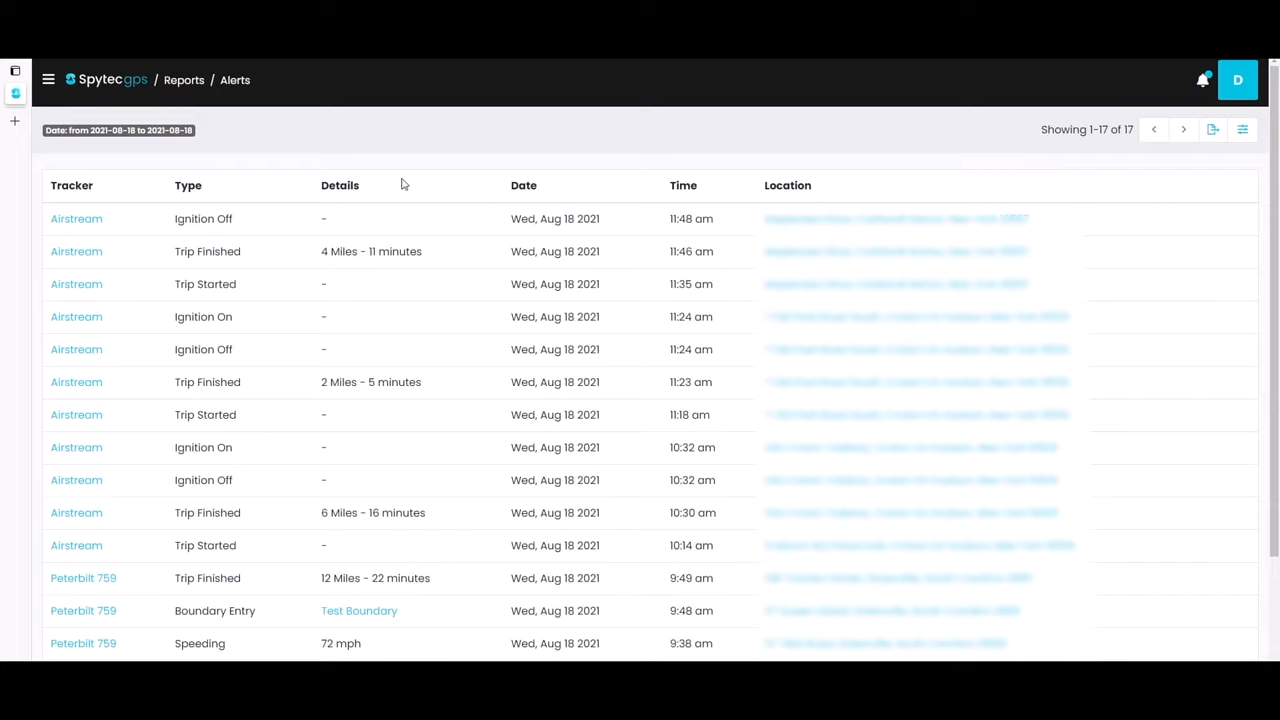 Spytecgps / Reports / Alerts
D
Date: from 2021-08-18 to 2021-08-18
Showing 1-17 of 17
Tracker Type Details Date Time Location
Airstream Ignition Off - Wed, Aug 18 2021 11:48 am
Airstream Trip Finished 4 Miles - 11 minutes Wed, Aug 18 2021 11:46 am
Airstream Trip Started - Wed, Aug 18 2021 11:35 am
Airstream Ignition On - Wed, Aug 18 2021 11:24 am
Airstream Ignition Off - Wed, Aug 18 2021 11:24 am
Airstream Trip Finished 2 Miles - 5 minutes Wed, Aug 18 2021 11:23 am
Airstream Trip Started - Wed, Aug 18 2021 11:18 am
Airstream Ignition On - Wed, Aug 18 2021 10:32 am
Airstream Ignition Off - Wed, Aug 18 2021 10:32 am
Airstream Trip Finished 6 Miles - 16 minutes Wed, Aug 18 2021 10:30 am
Airstream Trip Started - Wed, Aug 18 2021 10:14 am
Peterbilt 759 Trip Finished 12 Miles - 22 minutes Wed, Aug 18 2021 9:49 am
Peterbilt 759 Boundary Entry Test Boundary Wed, Aug 18 2021 9:48 am
Peterbilt 759 Speeding 72 mph Wed, Aug 18 2021 9:38 am